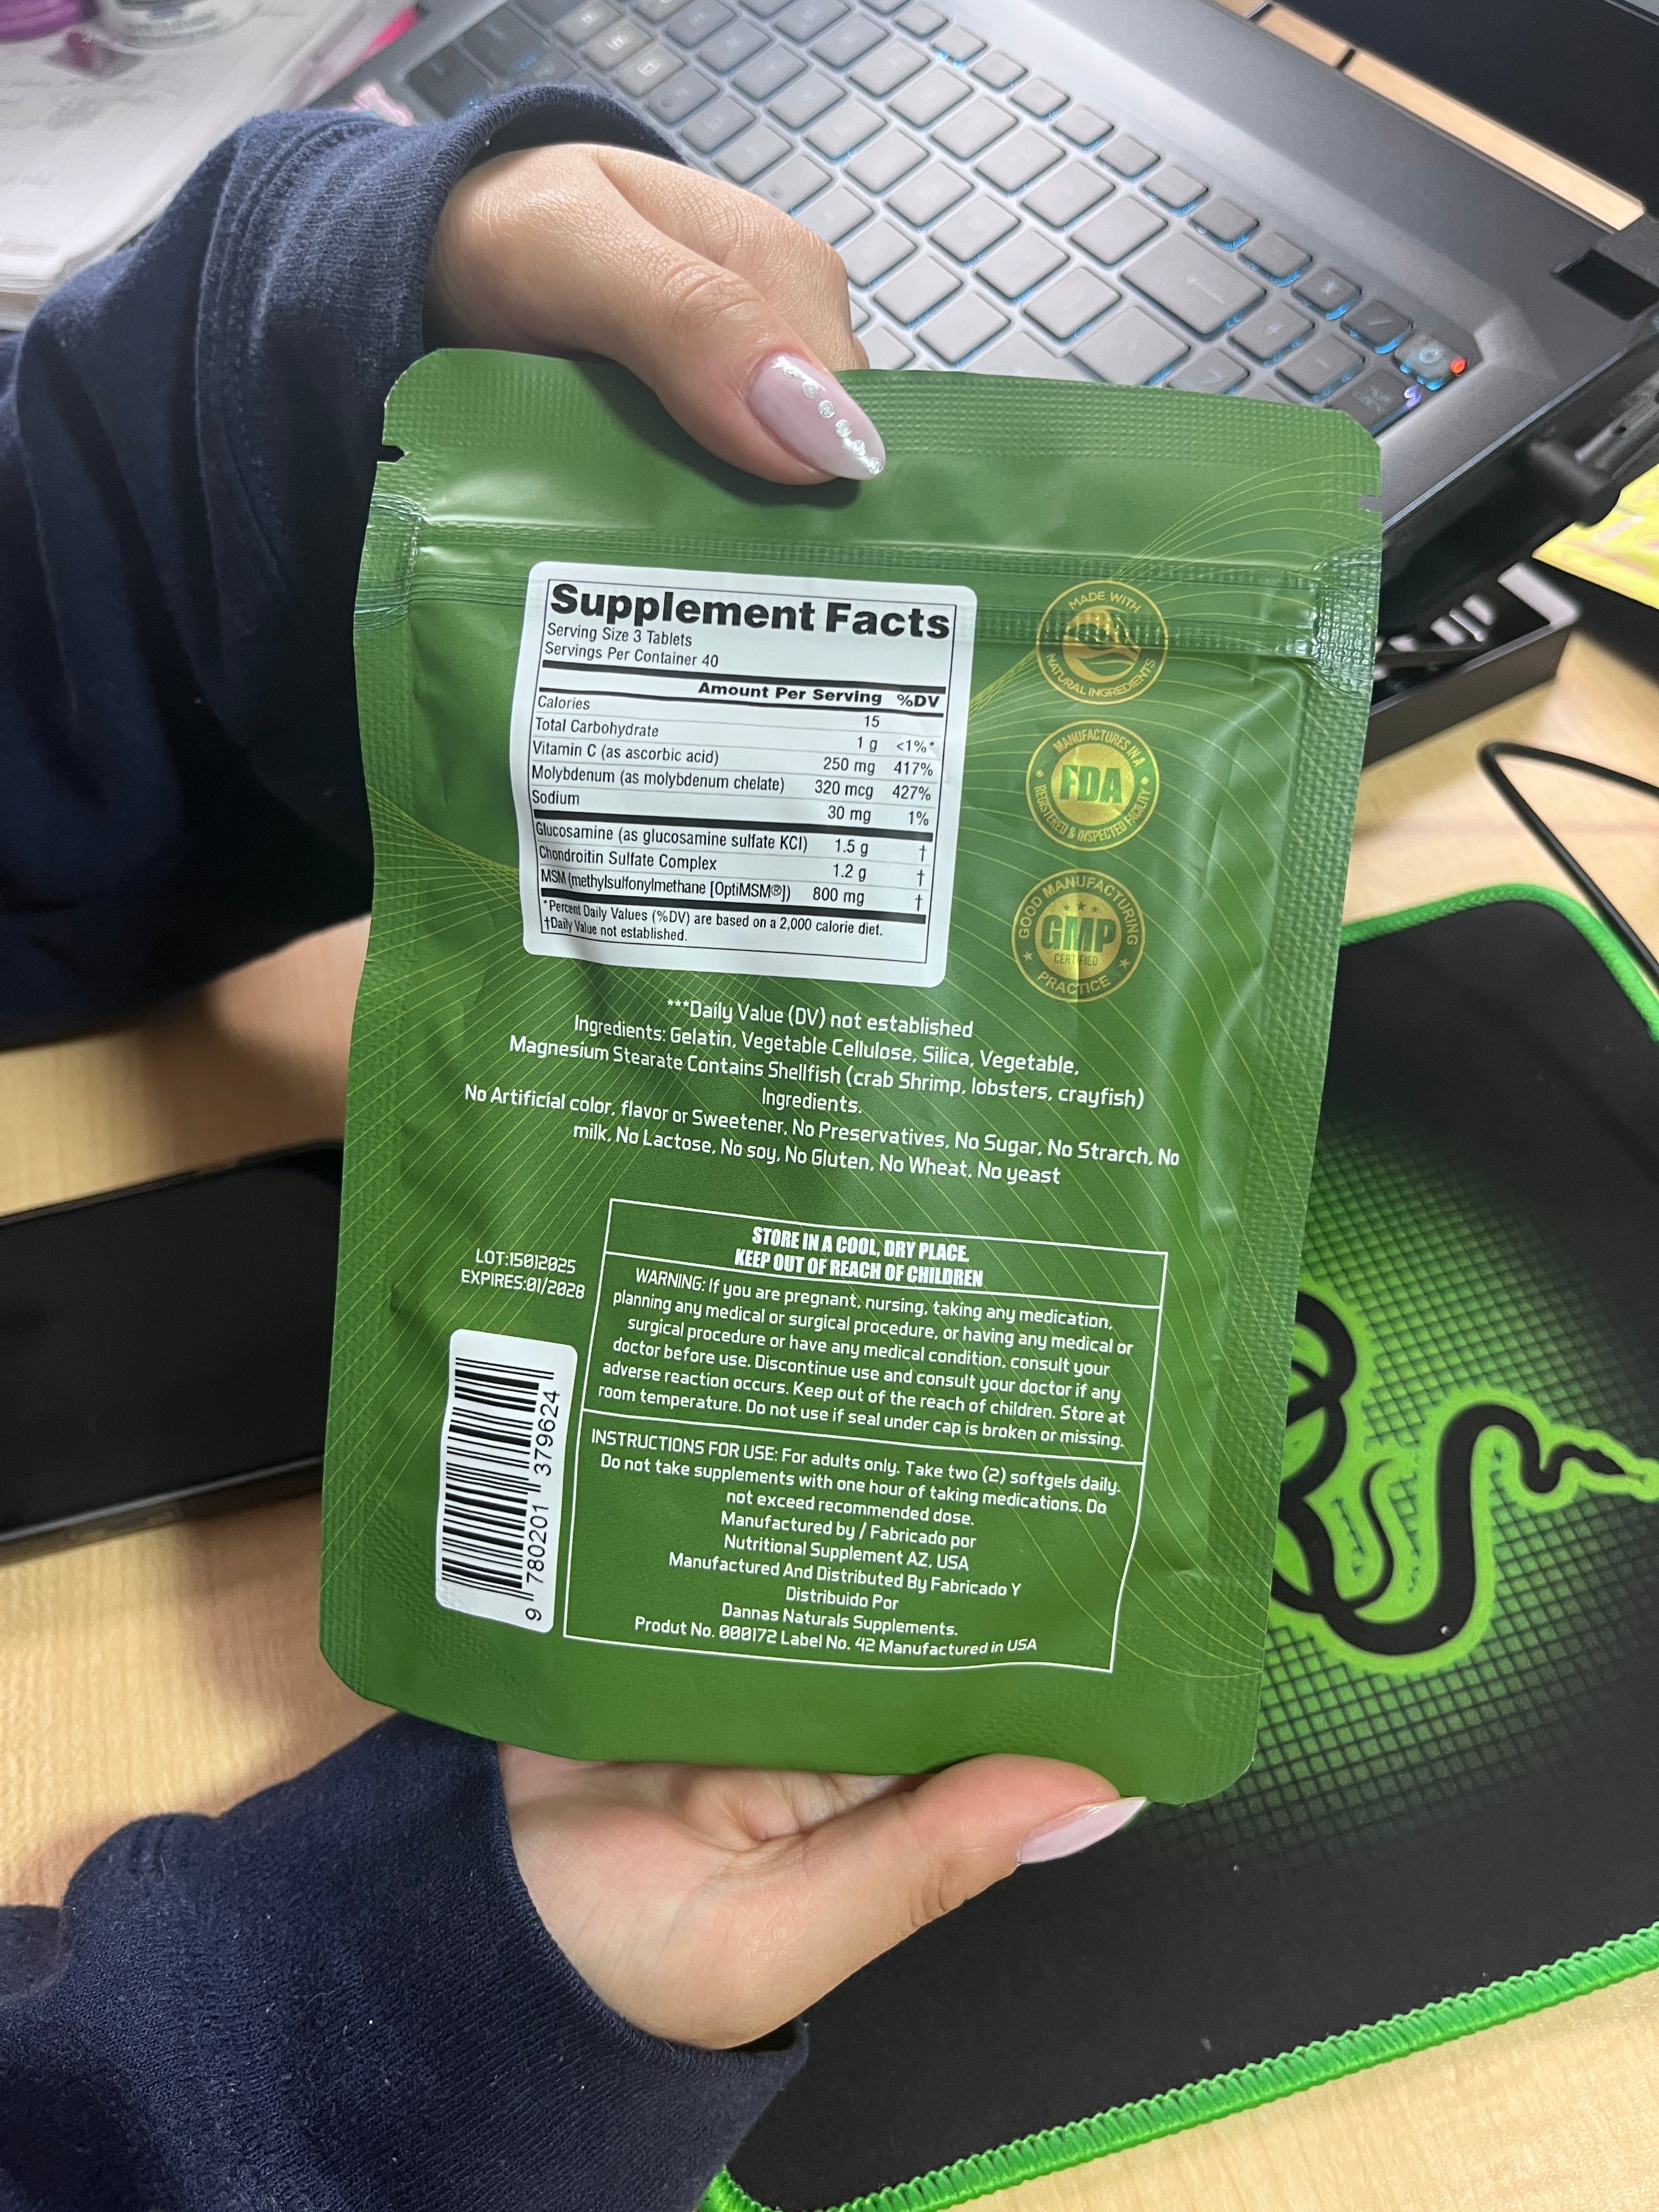 Supplement Facts
Serving Size 3 Tablets
Servings Per Container 40
Amount Per Serving %DV
Calories 15
Total Carbohydrate 1 g <1%*
Vitamin C (as ascorbic acid) 250 mg 417%
Molybdenum (as molybdenum chelate) 320 mcg 427%
Sodium 30 mg 1%
Glucosamine (as glucosamine sulfate KCl) 1.5 g †
Chondroitin Sulfate Complex 1.2 g †
MSM (methylsulfonylmethane [OptiMSM®]) 800 mg †
*Percent Daily Values (%DV) are based on a 2,000 calorie diet.
†Daily Value not established.
MADE WITH
NATURAL INGREDIENTS
MANUFACTURES IN A
FDA
REGISTERED & INSPECTED FACILITY
GOOD MANUFACTURING
GMP
CERTIFIED
PRACTICE
***Daily Value (DV) not established
Ingredients: Gelatin, Vegetable Cellulose, Silica, Vegetable,
Magnesium Stearate Contains Shellfish (crab Shrimp, lobsters, crayfish)
Ingredients.
No Artificial color, flavor or Sweetener, No Preservatives, No Sugar, No Strarch, No
milk, No Lactose, No soy, No Gluten, No Wheat, No yeast
LOT:15012025
EXPIRES:01/2028
STORE IN A COOL, DRY PLACE.
KEEP OUT OF REACH OF CHILDREN
WARNING: If you are pregnant, nursing, taking any medication,
planning any medical or surgical procedure, or having any medical or
surgical procedure or have any medical condition, consult your
doctor before use. Discontinue use and consult your doctor if any
adverse reaction occurs. Keep out of the reach of children. Store at
room temperature. Do not use if seal under cap is broken or missing.
INSTRUCTIONS FOR USE: For adults only. Take two (2) softgels daily.
Do not take supplements with one hour of taking medications. Do
not exceed recommended dose.
Manufactured by / Fabricado por
Nutritional Supplement AZ, USA
Manufactured And Distributed By Fabricado Y
Distribuido Por
Dannas Naturals Supplements.
Produt No. 000172 Label No. 42 Manufactured in USA
9 780201 379624